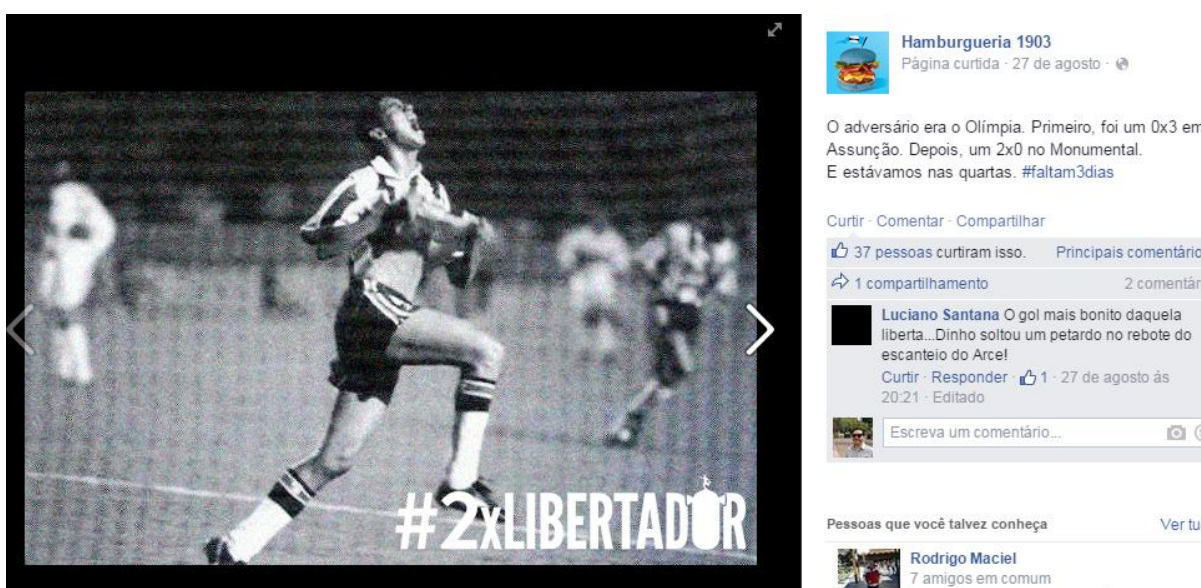 #2xLIBERTADOR
Hamburgueria 1903
Página curtida · 27 de agosto ·
O adversário era o Olímpia. Primeiro, foi um 0x3 em
Assunção. Depois, um 2x0 no Monumental.
E estávamos nas quartas. #faltam3dias
Curtir · Comentar · Compartilhar
37 pessoas curtiram isso. Principais comentário
1 compartilhamento 2 comentár
Luciano Santana O gol mais bonito daquela
liberta...Dinho soltou um petardo no rebote do
escanteio do Arce!
Curtir · Responder · 1 · 27 de agosto às
20:21 · Editado
Escreva um comentário...
Pessoas que você talvez conheça Ver tu
Rodrigo Maciel
7 amigos em comum